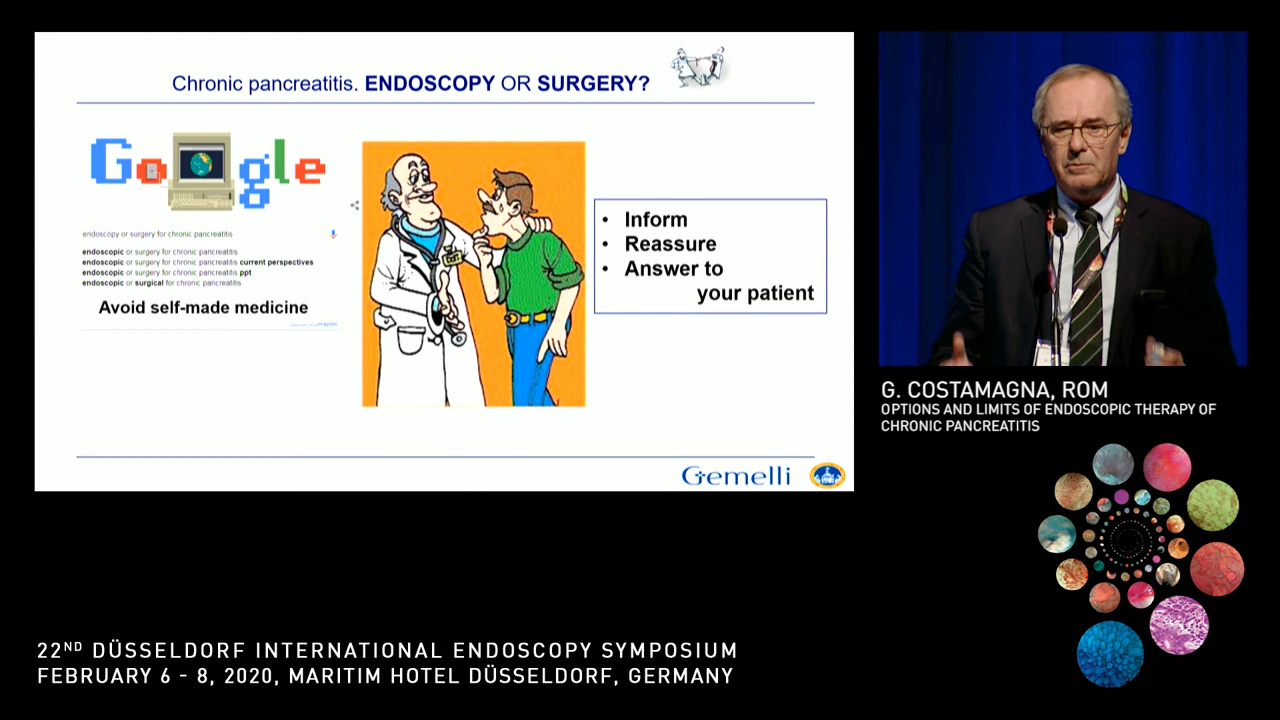 Chronic pancreatitis. ENDOSCOPY OR SURGERY?
Google
endoscopy or surgery for chronic pancreatitis
endoscopic or surgery for chronic pancreatitis
endoscopic or surgery for chronic pancreatitis current perspectives
endoscopic or surgery for chronic pancreatitis ppt
endoscopic or surgical for chronic pancreatitis
Avoid self-made medicine
• Inform
• Reassure
• Answer to
your patient
Gemelli
G. COSTAMAGNA, ROM
OPTIONS AND LIMITS OF ENDOSCOPIC THERAPY OF
CHRONIC PANCREATITIS
22ND DÜSSELDORF INTERNATIONAL ENDOSCOPY SYMPOSIUM
FEBRUARY 6 - 8, 2020, MARITIM HOTEL DÜSSELDORF, GERMANY